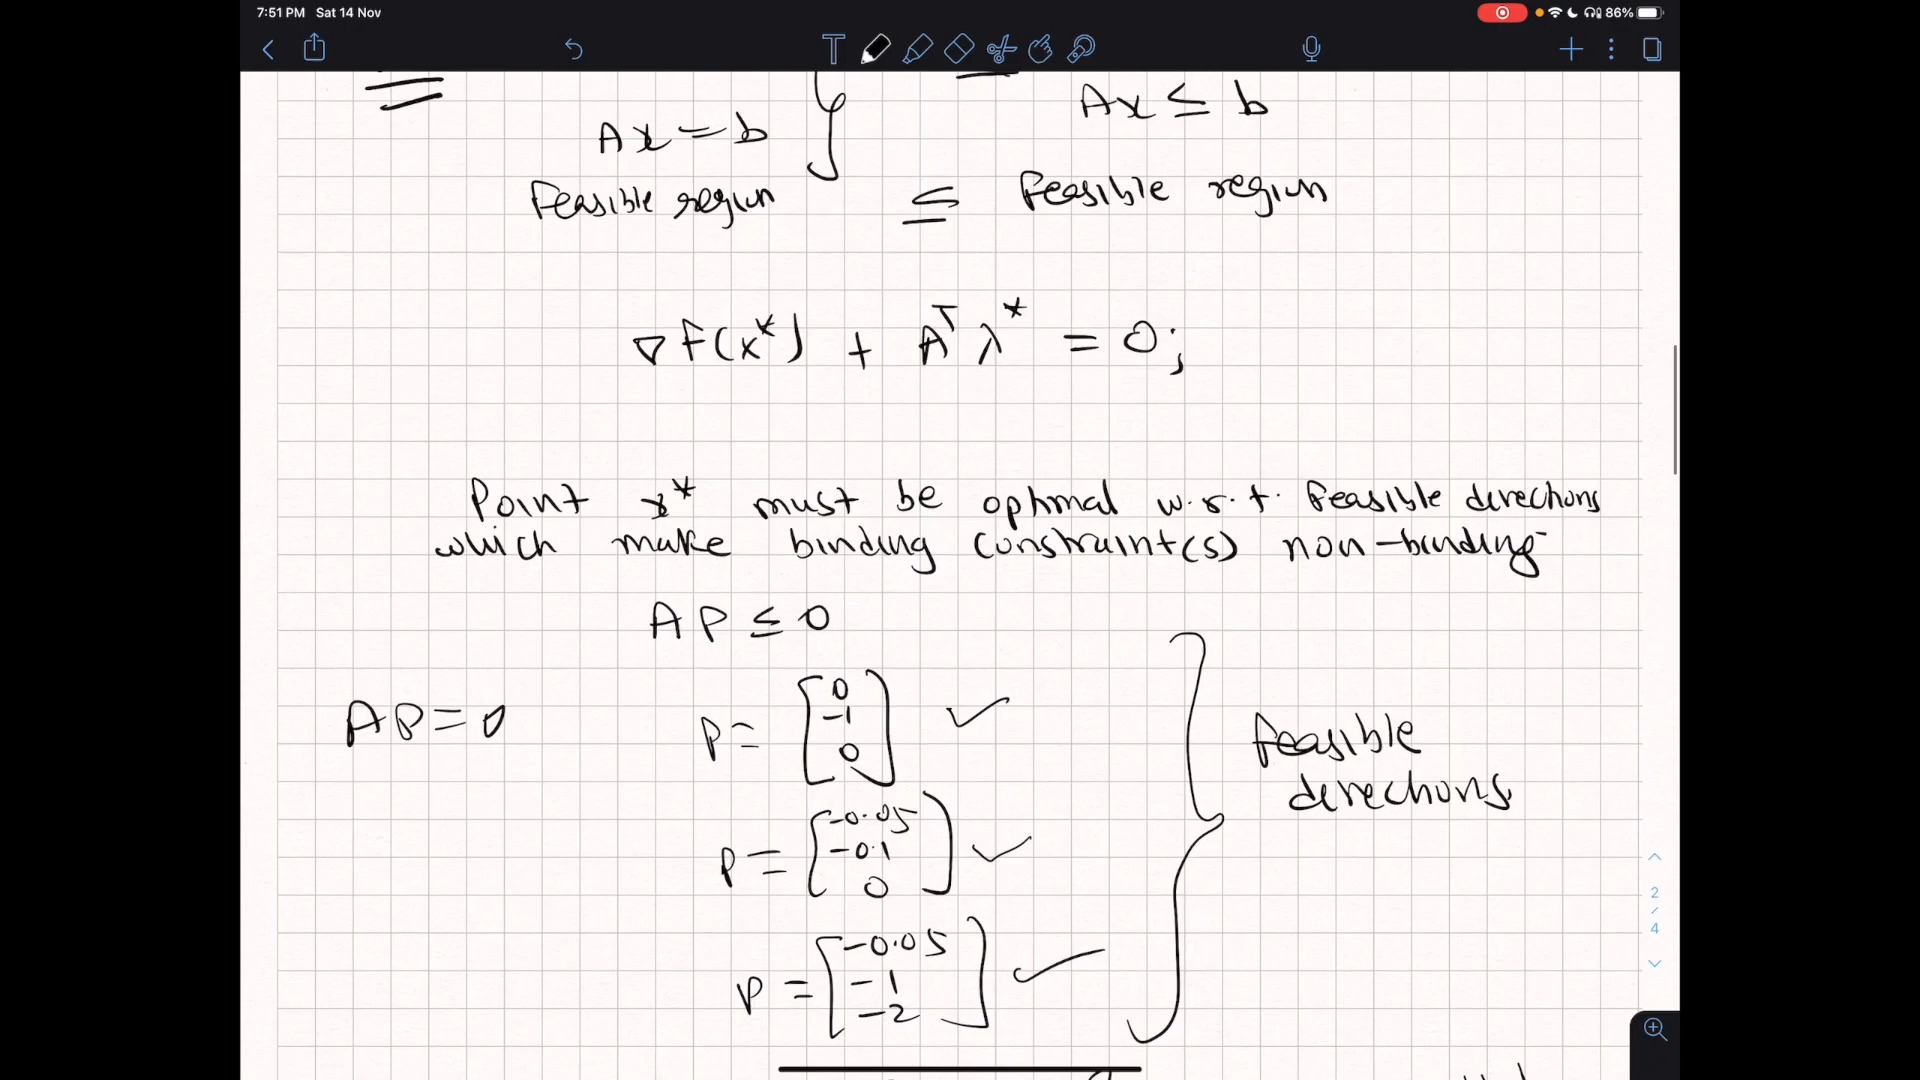 7:51 PM Sat 14 Nov
86%
Ax = b
Ax ≤ b
feasible region ⊆ feasible region
∇f(x*) + Aᵀλ* = 0;
Point x* must be optimal w.r.t. feasible directions
which make binding constraint(s) non-binding
AP ≤ 0
AP = 0
P = [0 -1 0] ✓
P = [-0.05 -0.1 0] ✓
P = [-0.05 -1 -2] ✓
feasible
directions
2
/
4